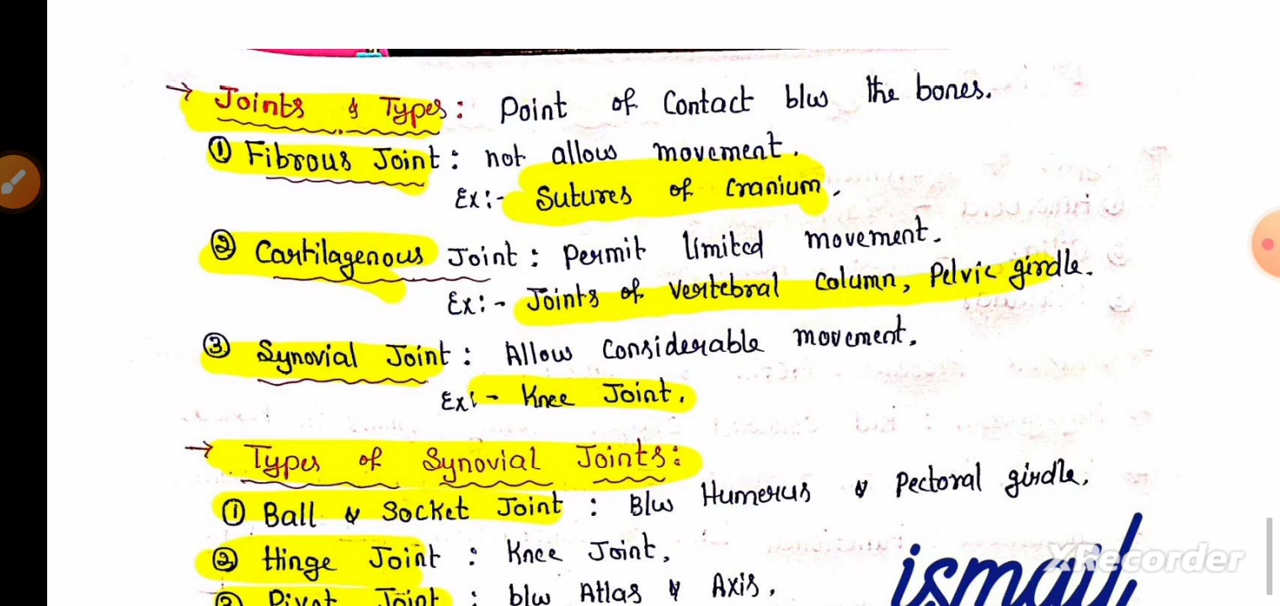 → Joints & Types: Point of Contact b/w the bones.
① Fibrous Joint: not allow movement.
Ex:- Sutures of Cranium.
② Cartilagenous Joint: Permit limited movement.
Ex:- Joints of Vertebral Column, Pelvic girdle.
③ Synovial Joint: Allow Considerable movement.
Ex:- Knee Joint.
→ Types of Synovial Joints:
① Ball & Socket Joint: B/w Humerus & Pectoral girdle.
② Hinge Joint: Knee Joint,
③ Pivot Joint: b/w Atlas & Axis,
ismail
XRecorder